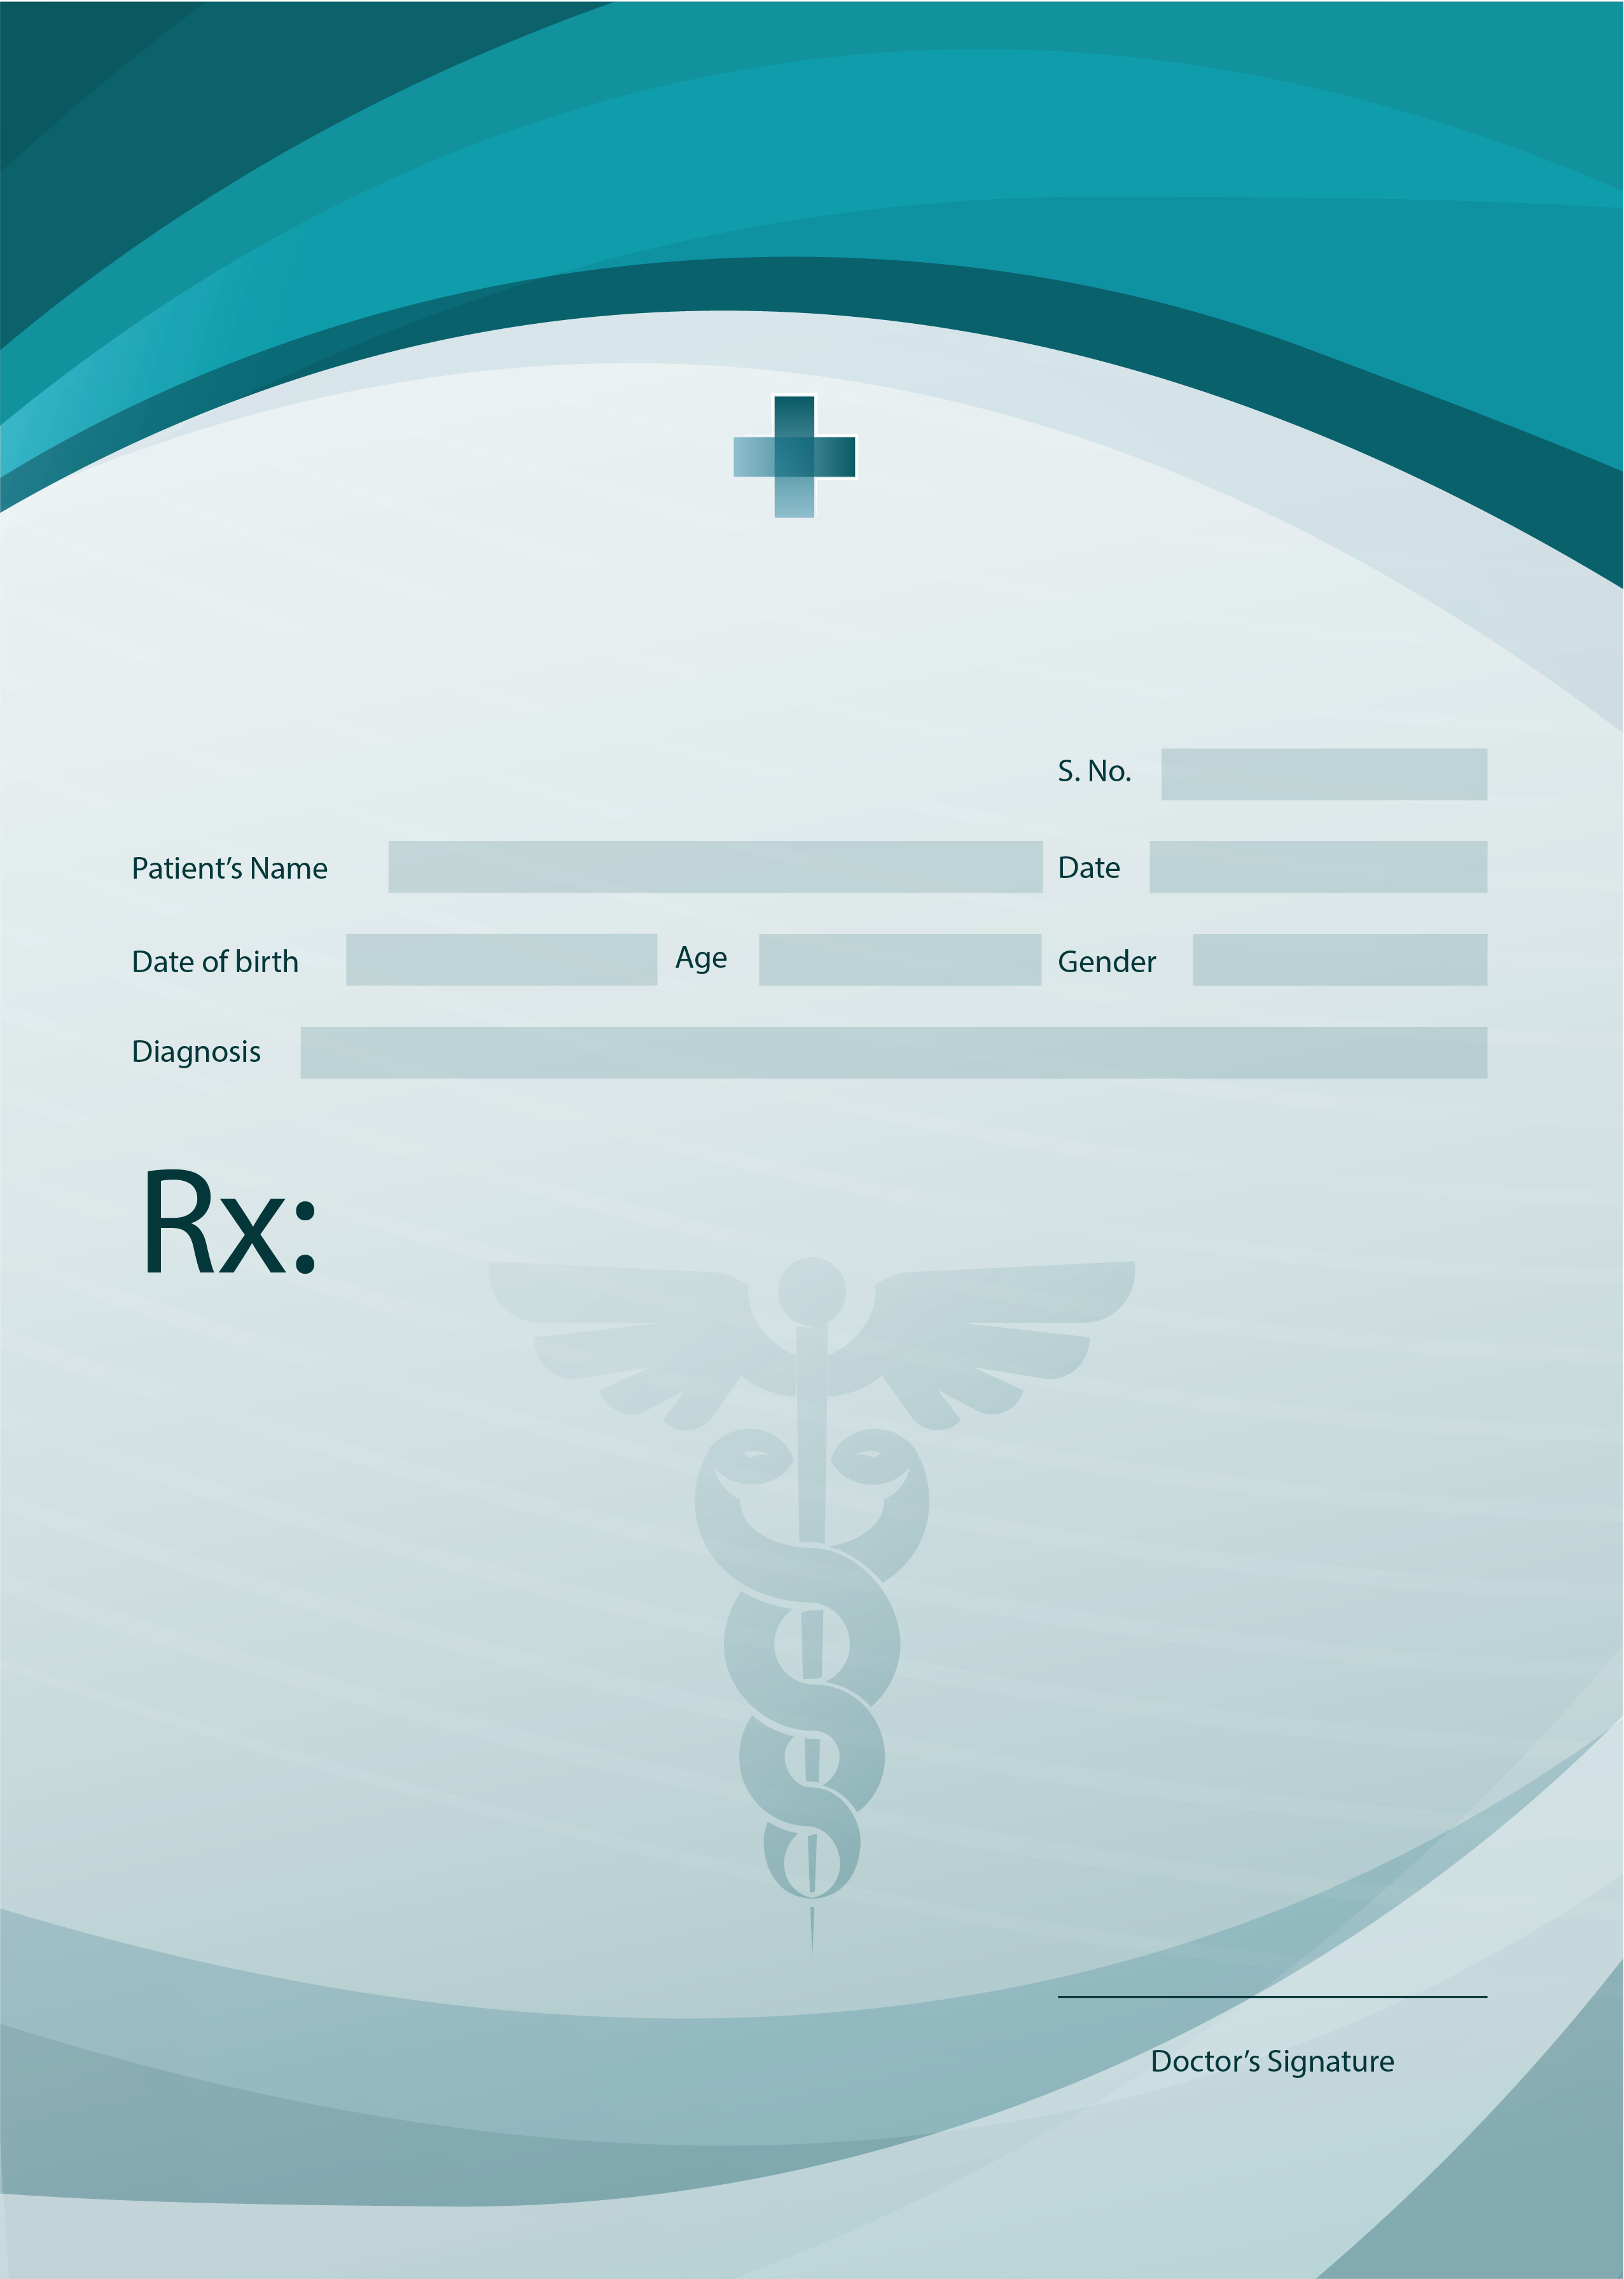 S. No.
Patient’s Name Date
Date of birth Age Gender
Diagnosis
Rx:
Doctor’s Signature